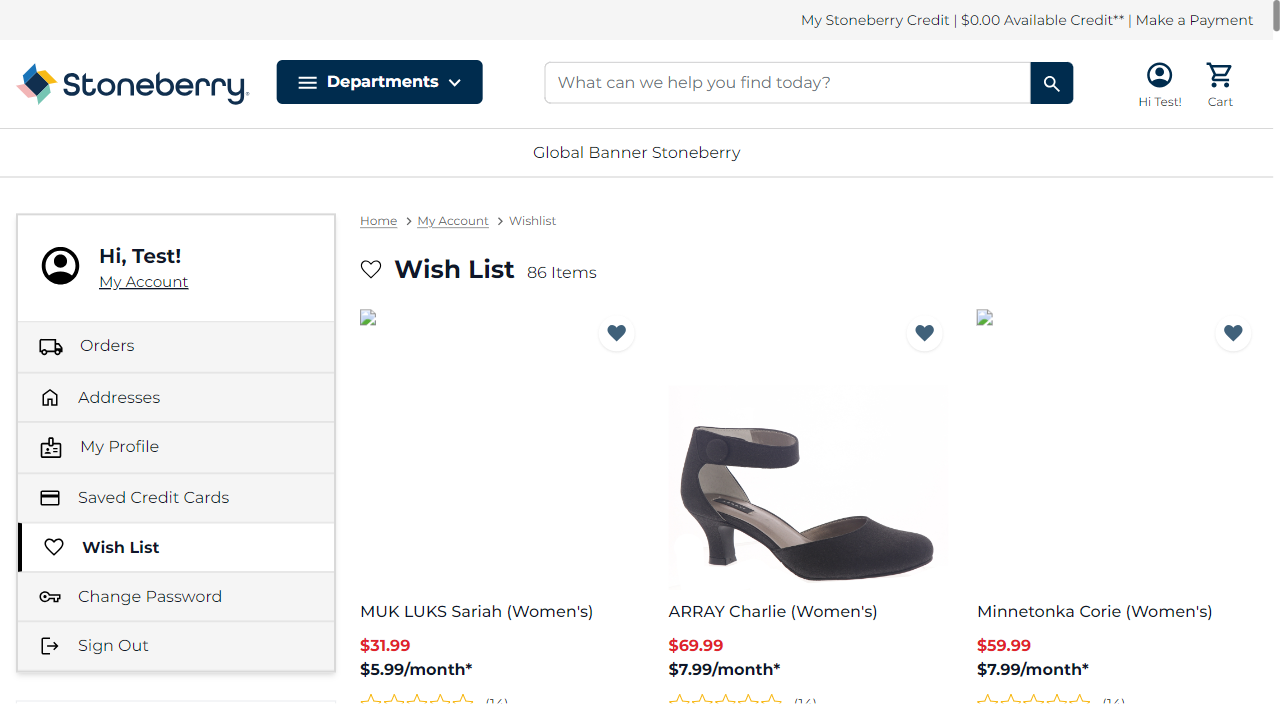 My Stoneberry Credit | $0.00 Available Credit** | Make a Payment
Stoneberry
Departments
What can we help you find today?
Hi Test!
Cart
Global Banner Stoneberry
Hi, Test!
My Account
Orders
Addresses
My Profile
Saved Credit Cards
Wish List
Change Password
Sign Out
Home > My Account > Wishlist
Wish List 86 Items
MUK LUKS Sariah (Women's)
$31.99
$5.99/month*
(14)
ARRAY Charlie (Women's)
$69.99
$7.99/month*
(14)
Minnetonka Corie (Women's)
$59.99
$7.99/month*
(14)